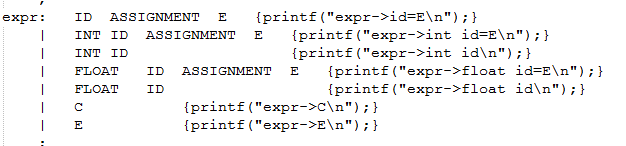 ;
expr:   ID  ASSIGNMENT  E   {printf("expr->id=E\n");}
    |   INT ID  ASSIGNMENT  E   {printf("expr->int id=E\n");}
    |   INT ID                  {printf("expr->int id\n");}
    |   FLOAT   ID  ASSIGNMENT  E   {printf("expr->float id=E\n");}
    |   FLOAT   ID                  {printf("expr->float id\n");}
    |   C           {printf("expr->C\n");}
    |   E           {printf("expr->E\n");}